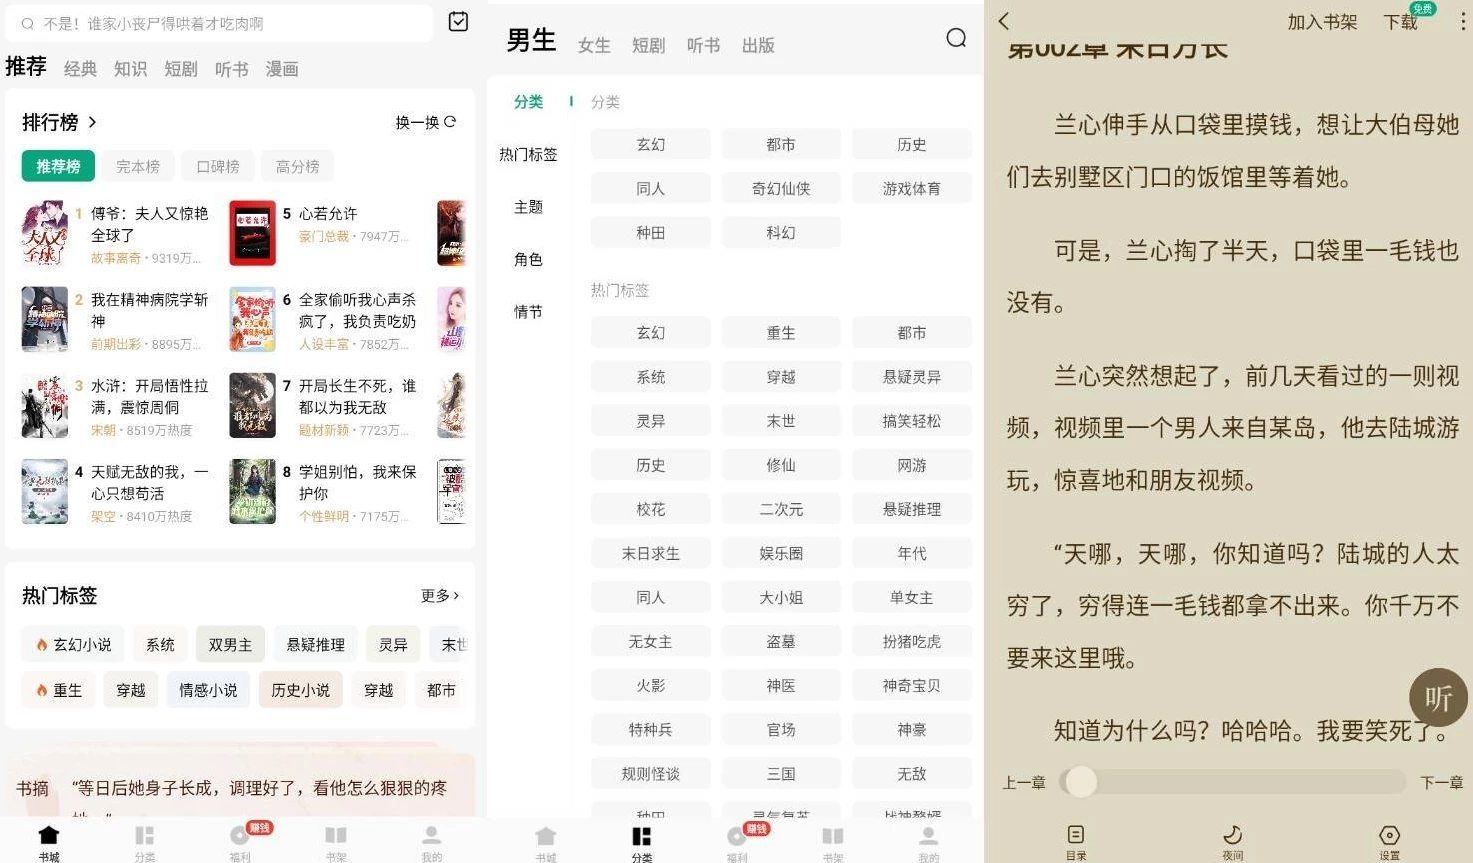 不是！谁家小丧尸得哄着才吃肉啊
推荐 经典 知识 短剧 听书 漫画
排行榜 >
换一换
推荐榜 完本榜 口碑榜 高分榜
1 傅爷：夫人又惊艳
全球了
故事离奇·9319万...
2 我在精神病院学斩
神
前期出彩·8895万...
3 水浒：开局悟性拉
满，震惊周侗
宋朝·8519万热度
4 天赋无敌的我，一
心只想苟活
架空·8410万热度
心若允许
5 心若允许
豪门总裁·7947万...
全家偷听
我心声
6 全家偷听我心声杀
疯了，我负责吃奶
人设丰富·7852万...
7 开局长生不死，谁
都以为我无敌
题材新颖·7723万...
8 学姐别怕，我来保
护你
个性鲜明·7175万...
热门标签
更多>
玄幻小说 系统 双男主 悬疑推理 灵异 末世
重生 穿越 情感小说 历史小说 穿越 都市
书摘
“等日后她身子长成，调理好了，看他怎么狠狠的疼
书城 分类 福利 赚钱 书架 我的
男生 女生 短剧 听书 出版
分类
热门标签
主题
角色
情节
分类
玄幻 都市 历史
同人 奇幻仙侠 游戏体育
种田 科幻
热门标签
玄幻 重生 都市
系统 穿越 悬疑灵异
灵异 末世 搞笑轻松
历史 修仙 网游
校花 二次元 悬疑推理
末日求生 娱乐圈 年代
同人 大小姐 单女主
无女主 盗墓 扮猪吃虎
火影 神医 神奇宝贝
特种兵 官场 神豪
规则怪谈 三国 无敌
种田 灵气复苏 战神赘婿
书城 分类 福利 赚钱 书架 我的
加入书架 下载 免费
第002章 来日方长
兰心伸手从口袋里摸钱，想让大伯母她
们去别墅区门口的饭馆里等着她。
可是，兰心掏了半天，口袋里一毛钱也
没有。
兰心突然想起了，前几天看过的一则视
频，视频里一个男人来自某岛，他去陆城游
玩，惊喜地和朋友视频。
“天哪，天哪，你知道吗？陆城的人太
穷了，穷得连一毛钱都拿不出来。你千万不
要来这里哦。
知道为什么吗？哈哈哈。我要笑死了。
听
上一章 下一章
目录 夜间 设置